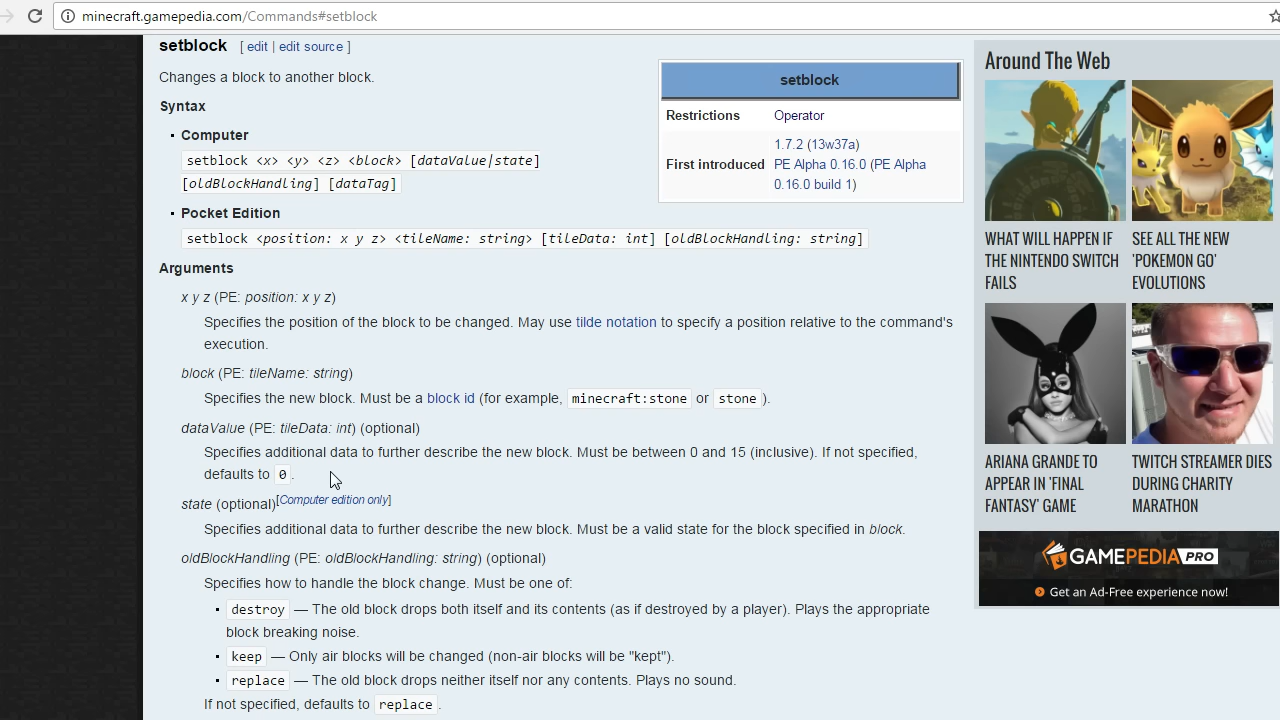 minecraft.gamepedia.com/Commands#setblock
setblock [ edit | edit source ]
Changes a block to another block.
Syntax
▪ Computer
setblock <x> <y> <z> <block> [dataValue|state]
[oldBlockHandling] [dataTag]
▪ Pocket Edition
setblock <position: x y z> <tileName: string> [tileData: int] [oldBlockHandling: string]
Arguments
x y z (PE: position: x y z)
Specifies the position of the block to be changed. May use tilde notation to specify a position relative to the command's
execution.
block (PE: tileName: string)
Specifies the new block. Must be a block id (for example, minecraft:stone or stone ).
dataValue (PE: tileData: int) (optional)
Specifies additional data to further describe the new block. Must be between 0 and 15 (inclusive). If not specified,
defaults to 0 .
state (optional)[Computer edition only]
Specifies additional data to further describe the new block. Must be a valid state for the block specified in block.
oldBlockHandling (PE: oldBlockHandling: string) (optional)
Specifies how to handle the block change. Must be one of:
▪ destroy — The old block drops both itself and its contents (as if destroyed by a player). Plays the appropriate
block breaking noise.
▪ keep — Only air blocks will be changed (non-air blocks will be "kept").
▪ replace — The old block drops neither itself nor any contents. Plays no sound.
If not specified, defaults to replace .
setblock
Restrictions Operator
First introduced 1.7.2 (13w37a)
PE Alpha 0.16.0 (PE Alpha
0.16.0 build 1)
Around The Web
WHAT WILL HAPPEN IF
THE NINTENDO SWITCH
FAILS
SEE ALL THE NEW
'POKEMON GO'
EVOLUTIONS
ARIANA GRANDE TO
APPEAR IN 'FINAL
FANTASY' GAME
TWITCH STREAMER DIES
DURING CHARITY
MARATHON
GAMEPEDIA PRO
Get an Ad-Free experience now!